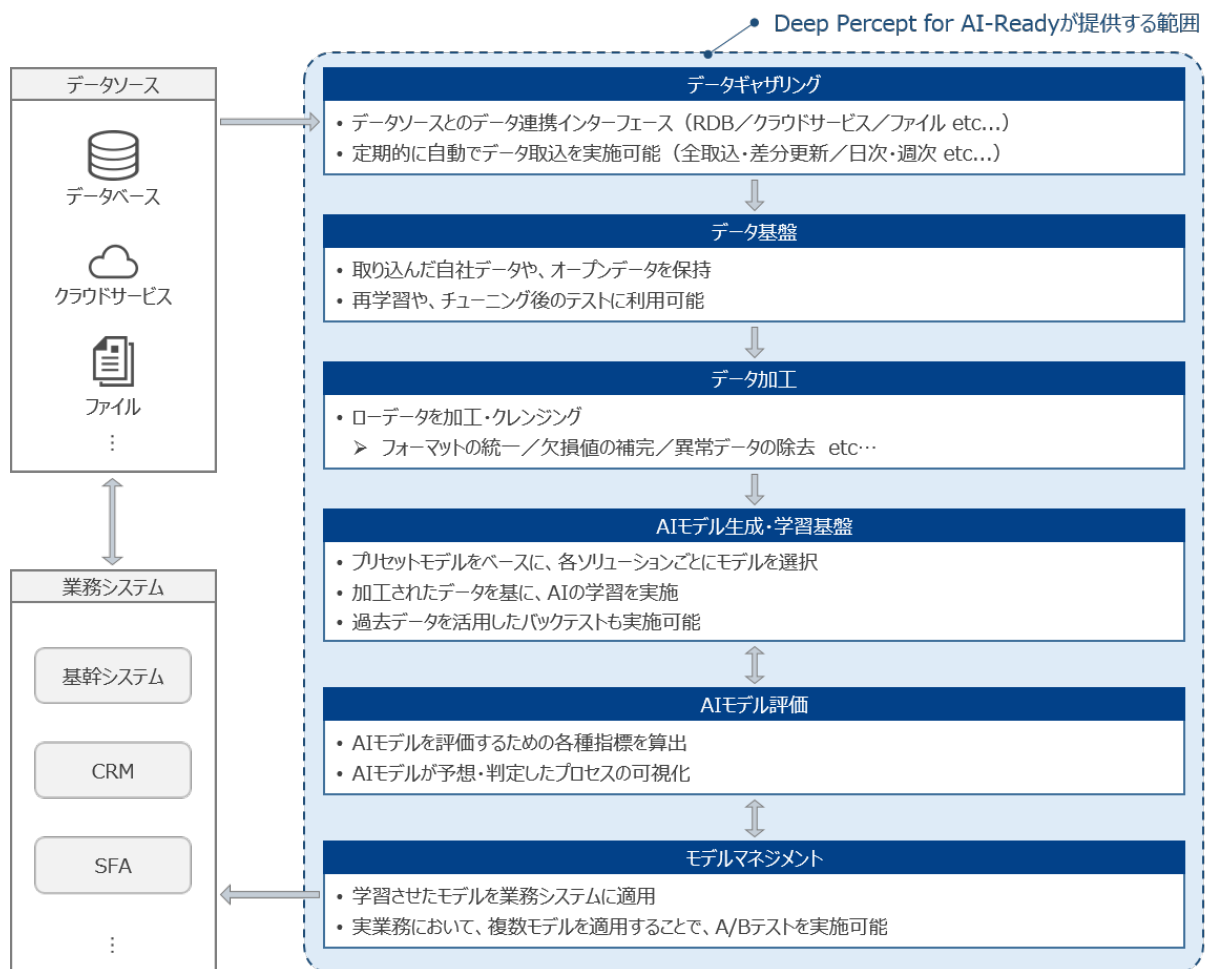 Deep Percept for AI-Readyが提供する範囲
データソース
データベース
クラウドサービス
ファイル
⋮
業務システム
基幹システム
CRM
SFA
⋮
データギャザリング
• データソースとのデータ連携インターフェース（RDB／クラウドサービス／ファイル etc...）
• 定期的に自動でデータ取込を実施可能（全取込・差分更新／日次・週次 etc...）
データ基盤
• 取り込んだ自社データや、オープンデータを保持
• 再学習や、チューニング後のテストに利用可能
データ加工
• ローデータを加工・クレンジング
➢ フォーマットの統一／欠損値の補完／異常データの除去 etc…
AIモデル生成・学習基盤
• プリセットモデルをベースに、各ソリューションごとにモデルを選択
• 加工されたデータを基に、AIの学習を実施
• 過去データを活用したバックテストも実施可能
AIモデル評価
• AIモデルを評価するための各種指標を算出
• AIモデルが予想・判定したプロセスの可視化
モデルマネジメント
• 学習させたモデルを業務システムに適用
• 実業務において、複数モデルを適用することで、A/Bテストを実施可能